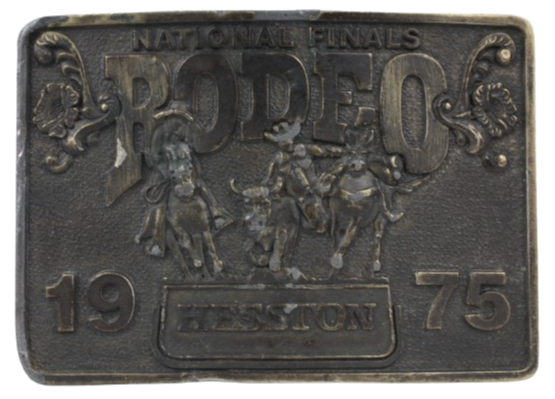 NATIONAL FINALS
RODEO
19 75
HESSTON